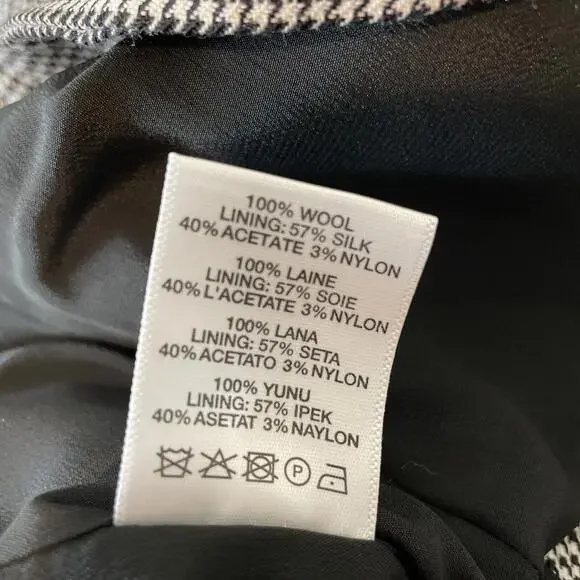 100% WOOL
LINING: 57% SILK
40% ACETATE 3% NYLON
100% LAINE
LINING: 57% SOIE
40% L'ACETATE 3% NYLON
100% LANA
LINING: 57% SETA
40% ACETATO 3% NYLON
100% YUNU
LINING: 57% IPEK
40% ASETAT 3% NAYLON
P